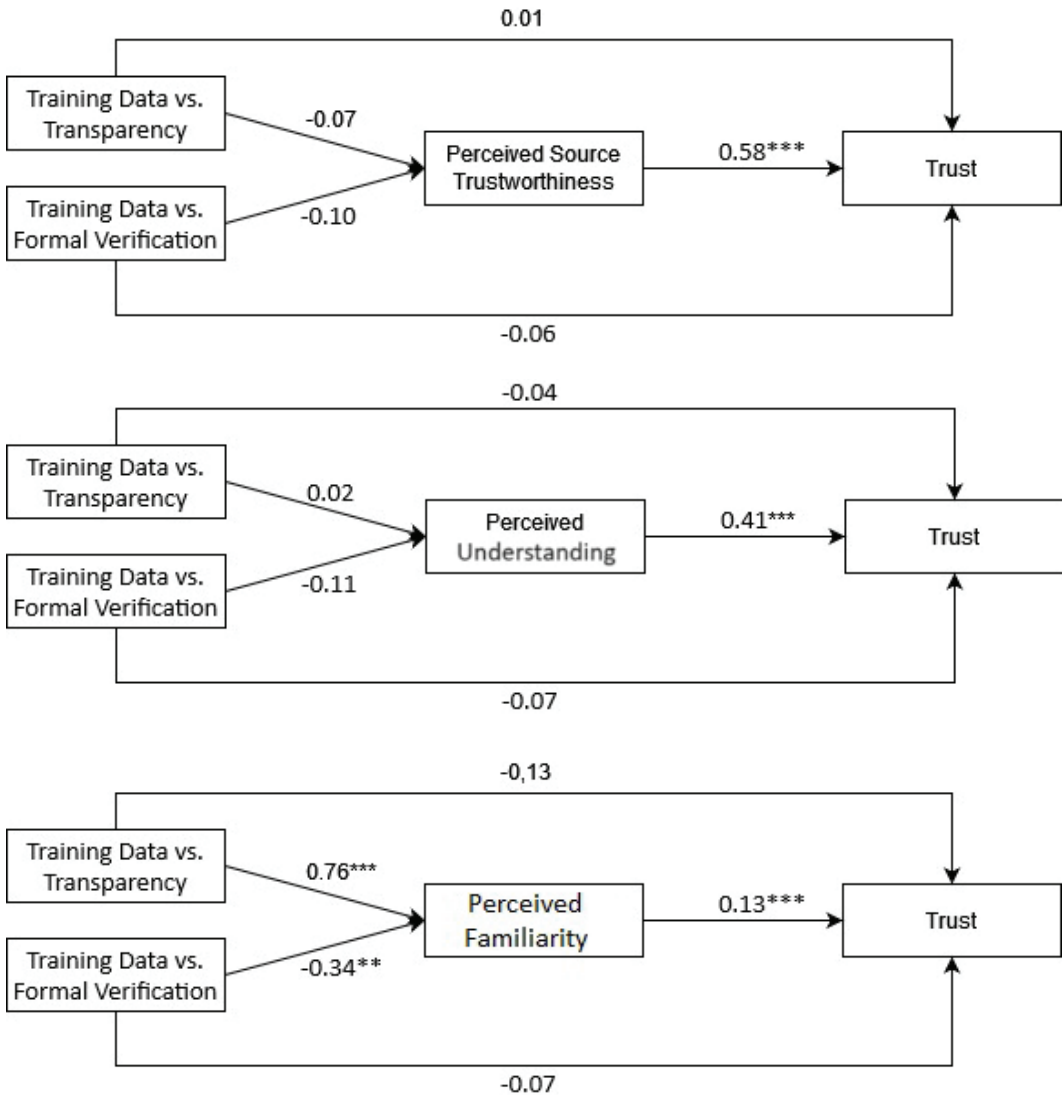 0.01
Training Data vs.
Transparency
-0.07
Perceived Source
Trustworthiness
0.58***
Trust
Training Data vs.
Formal Verification
-0.10
-0.06
-0.04
Training Data vs.
Transparency
0.02
Perceived
Understanding
0.41***
Trust
Training Data vs.
Formal Verification
-0.11
-0.07
-0,13
Training Data vs.
Transparency
0.76***
Perceived
Familiarity
0.13***
Trust
Training Data vs.
Formal Verification
-0.34**
-0.07